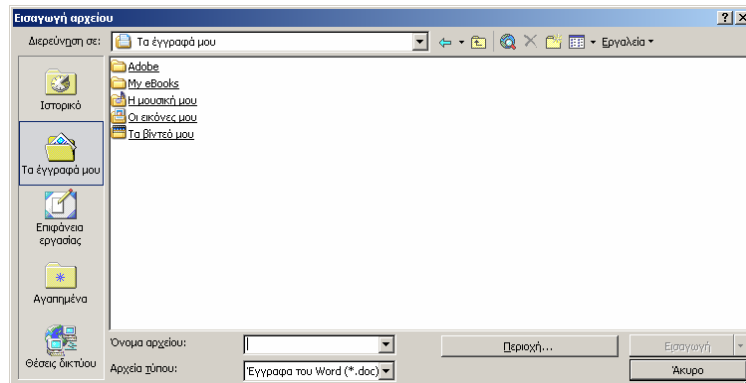 Εισαγωγή αρχείου
Διερεύνηση σε: Τα έγγραφά μου Εργαλεία
Adobe
My eBooks
Η μουσική μου
Οι εικόνες μου
Τα βίντεό μου
Ιστορικό
Τα έγγραφά μου
Επιφάνεια
εργασίας
Αγαπημένα
Θέσεις δικτύου
Όνομα αρχείου: Περιοχή... Εισαγωγή
Αρχεία τύπου: Έγγραφα του Word (*.doc) Άκυρο